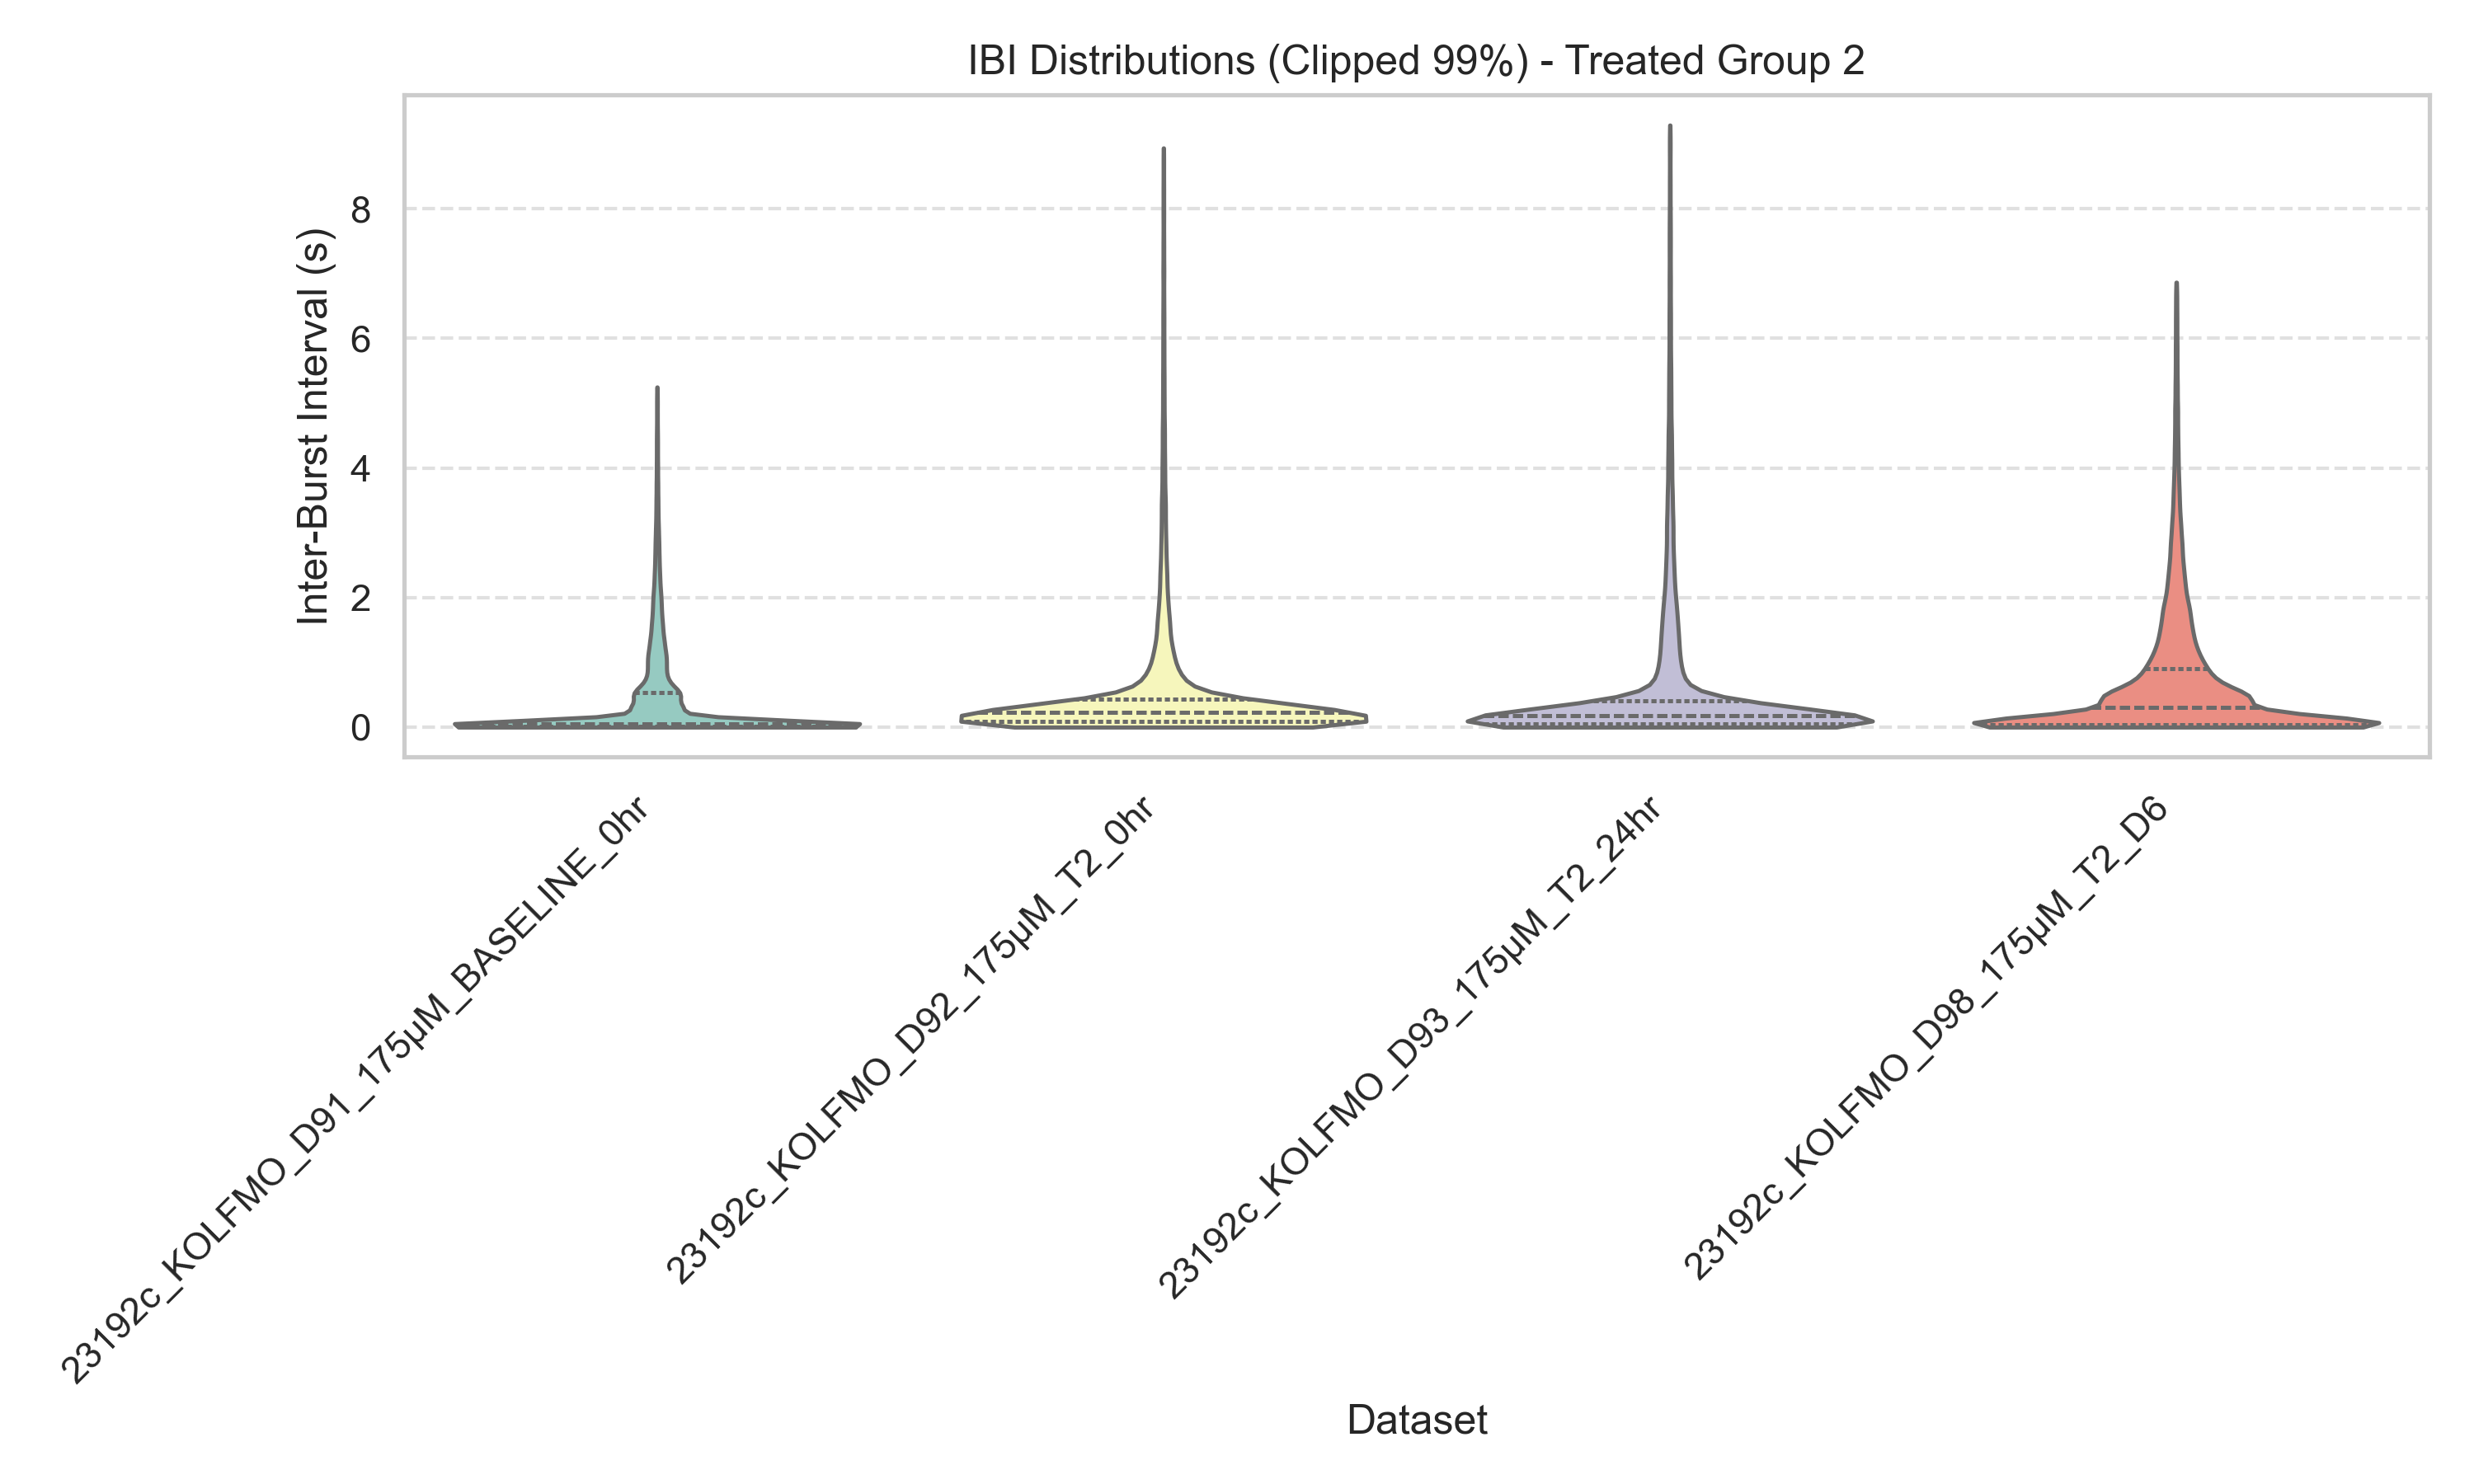 IBI Distributions (Clipped 99%) - Treated Group 2
Inter-Burst Interval (s)
8
6
4
2
0
23192c_KOLFMO_D91_175µM_BASELINE_0hr
23192c_KOLFMO_D92_175µM_T2_0hr
23192c_KOLFMO_D93_175µM_T2_24hr
23192c_KOLFMO_D98_175µM_T2_D6
Dataset